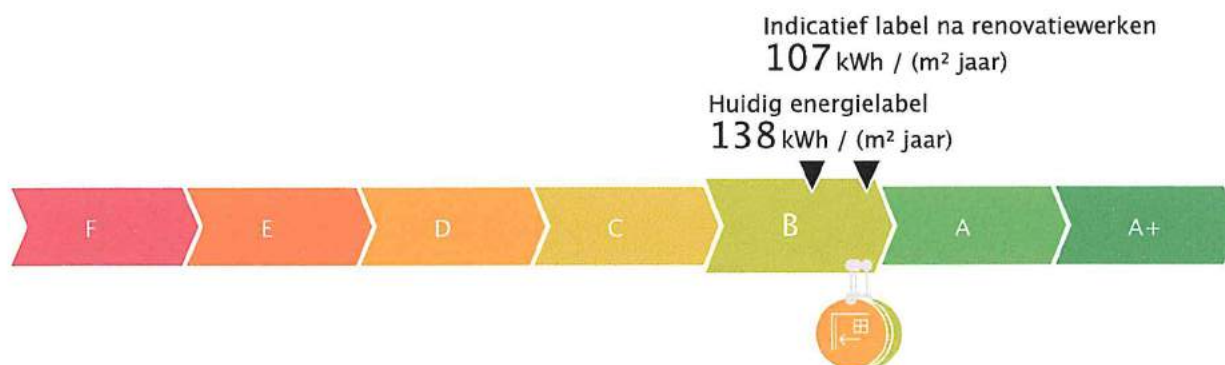 Indicatief label na renovatiewerken
107 kWh / (m² jaar)
Huidig energielabel
138 kWh / (m² jaar)
F E D C B A A+